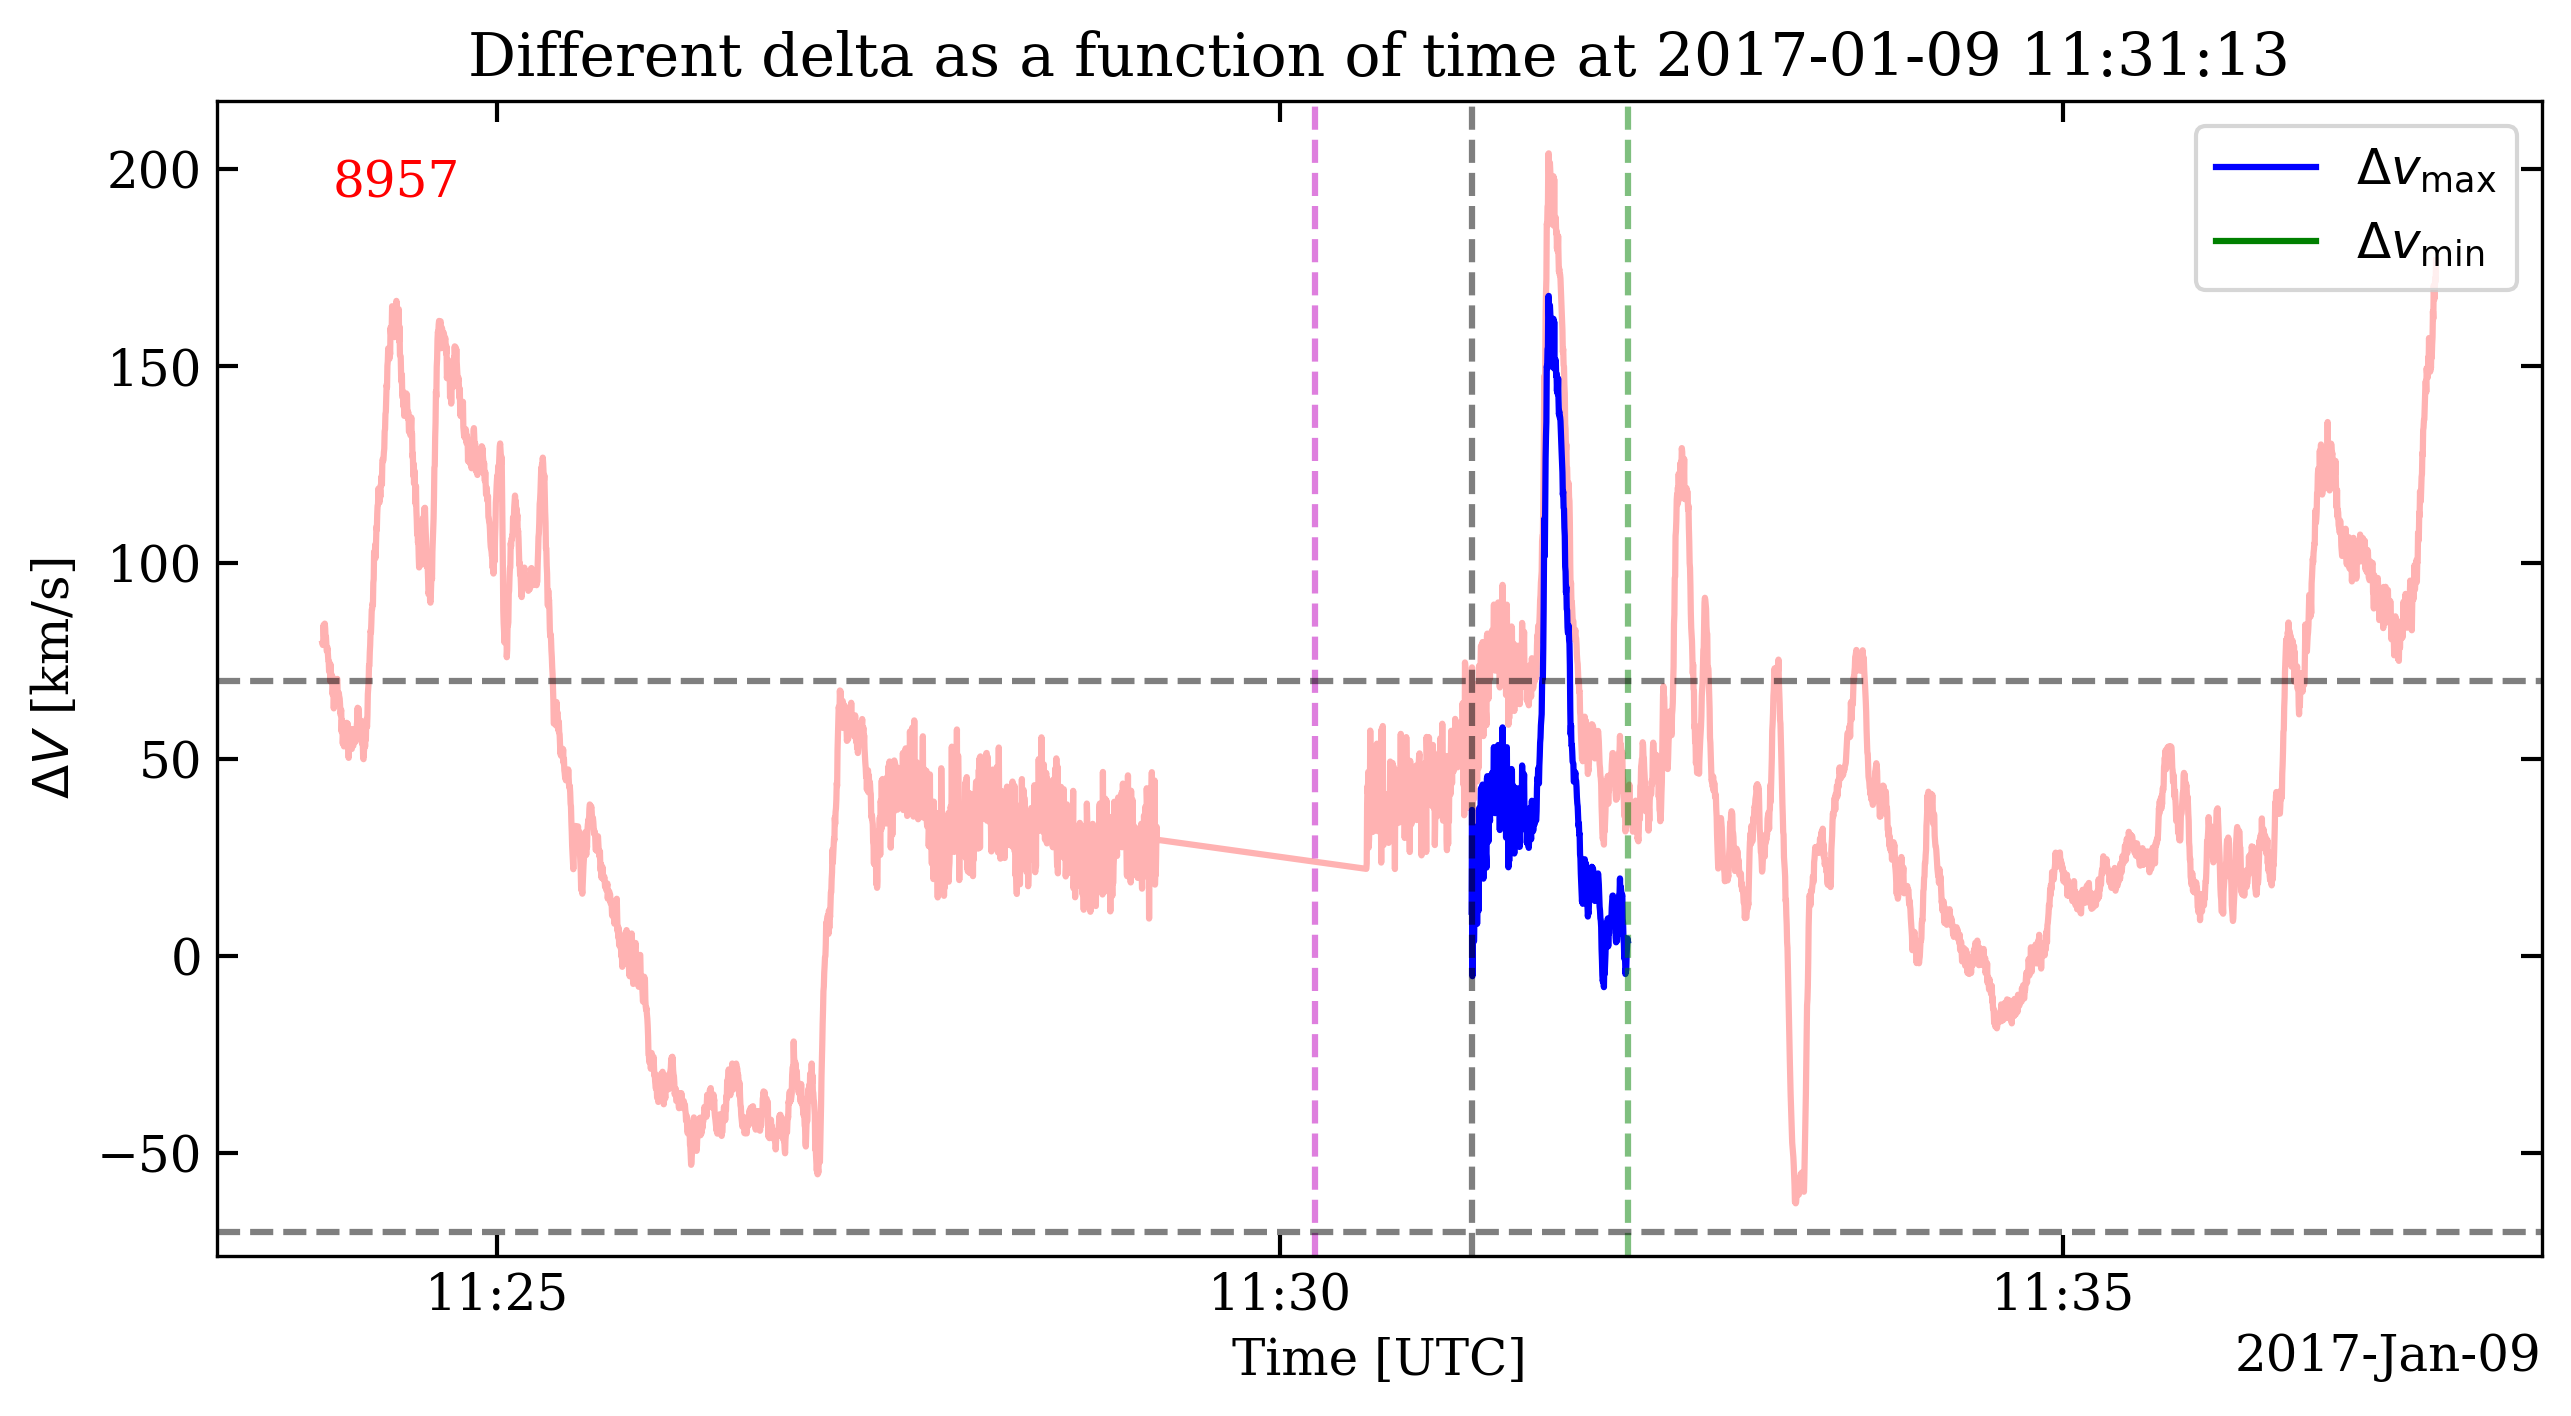 Different delta as a function of time at 2017-01-09 11:31:13
8957
Δv_max
Δv_min
200
150
100
50
0
−50
ΔV [km/s]
11:25
11:30
11:35
Time [UTC]
2017-Jan-09